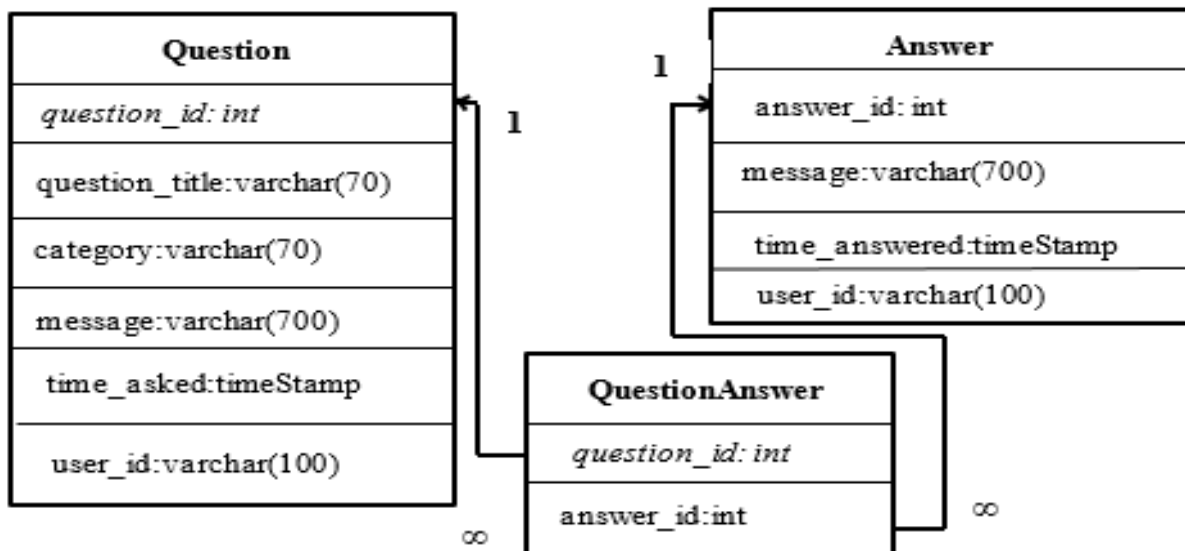 Question
question_id: int
question_title:varchar(70)
category:varchar(70)
message:varchar(700)
time_asked:timeStamp
user_id:varchar(100)
1
∞
1
Answer
answer_id: int
message:varchar(700)
time_answered:timeStamp
user_id:varchar(100)
QuestionAnswer
question_id: int
answer_id:int
∞